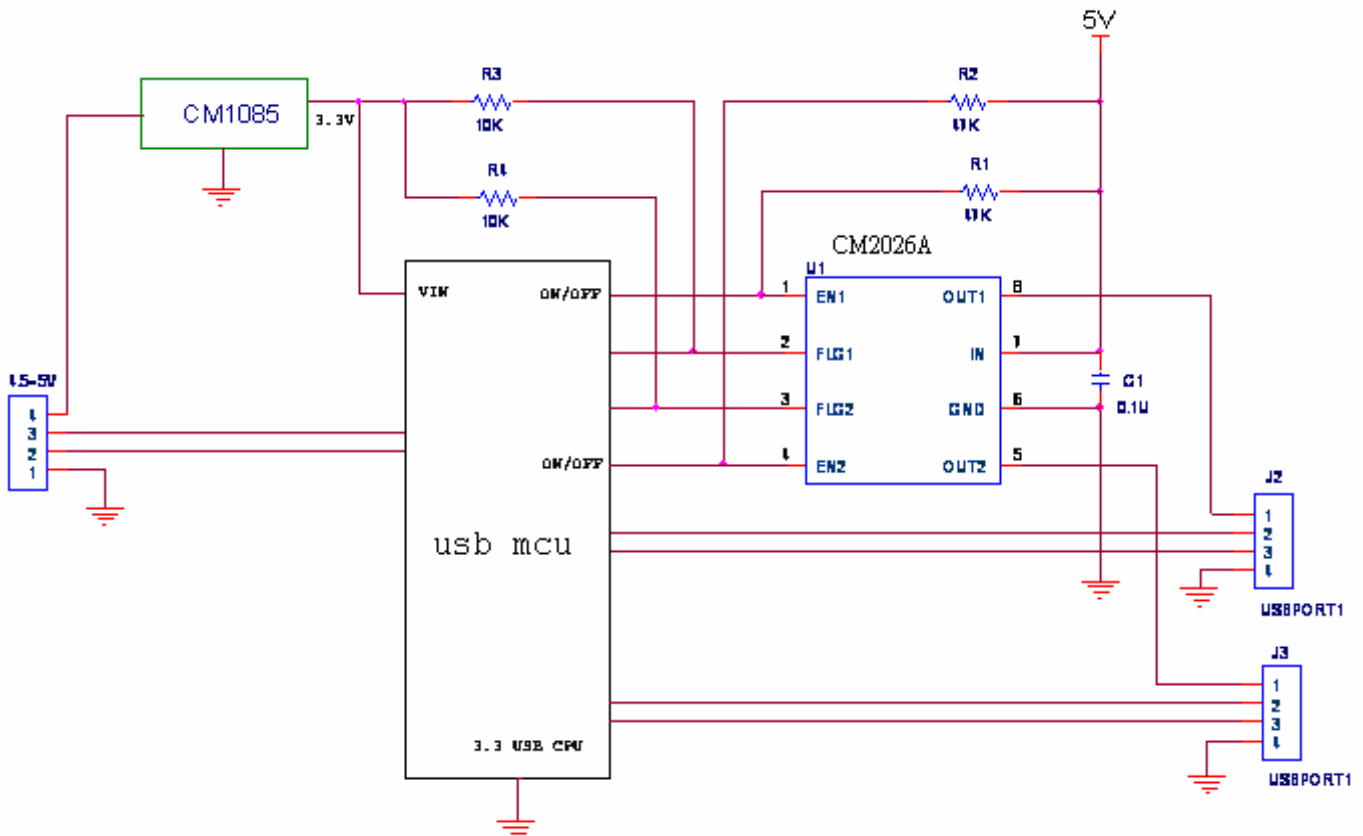 5V
R3
R2
CM1085
3.3V
10K
41K
R4
R1
10K
41K
CM2026A
U1
VIN
ON/OFF
1
EN1
OUT1
8
2
FLG1
IN
7
4.5-5V
C1
0.1U
3
FLG2
GND
6
4
3
2
1
ON/OFF
4
EN2
OUT2
5
J2
usb mcu
1
2
3
4
USBPORT1
J3
1
2
3
4
3.3 USB CPU
USBPORT1